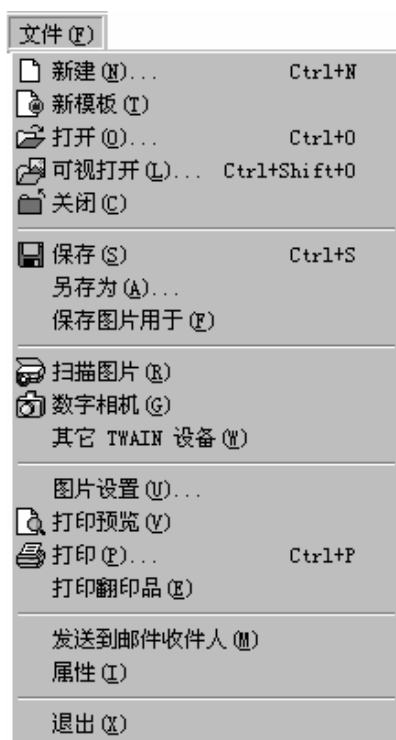 文件(F)
新建(N)... Ctrl+N
新模板(T)
打开(O)... Ctrl+O
可视打开(L)... Ctrl+Shift+O
关闭(C)
保存(S) Ctrl+S
另存为(A)...
保存图片用于(F)
扫描图片(R)
数字相机(G)
其它 TWAIN 设备(W)
图片设置(U)...
打印预览(V)
打印(P)... Ctrl+P
打印翻印品(E)
发送到邮件收件人(M)
属性(I)
退出(X)